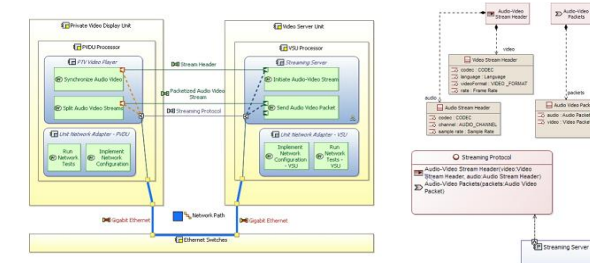 Private Video Display Unit
PVDU Processor
PTV Video Player
Synchronize Audio Video
Split Audio Video Streams
Unit Network Adapter - PVDU
Run
Network
Tests
Implement
Network
Configuration
Stream Header
Packetized Audio Video
Stream
Streaming Protocol
Video Server Unit
VSU Processor
Streaming Server
Initiate Audio-Video Stream
Send Audio Video Packet
Unit Network Adapter - VSU
Implement
Network
Configuration
- VSU
Run
Network
Tests -
VSU
Gigabit Ethernet
Network Path
Gigabit Ethernet
Ethernet Switches
Audio-Video
Stream Header
Audio-Video
Packets
video
Video Stream Header
codec : CODEC
language : Language
videoFormat : VIDEO _FORMAT
rate : Frame Rate
audio
packets
Audio Stream Header
codec : CODEC
channel : AUDIO_CHANNEL
sample rate : Sample Rate
Audio Video Pack
audio : Audio Packet
video : Video Packe
Streaming Protocol
Audio-Video Stream Header(video:Video
Stream Header, audio:Audio Stream Header)
Audio-Video Packets(packets:Audio Video
Packet)
Streaming Server